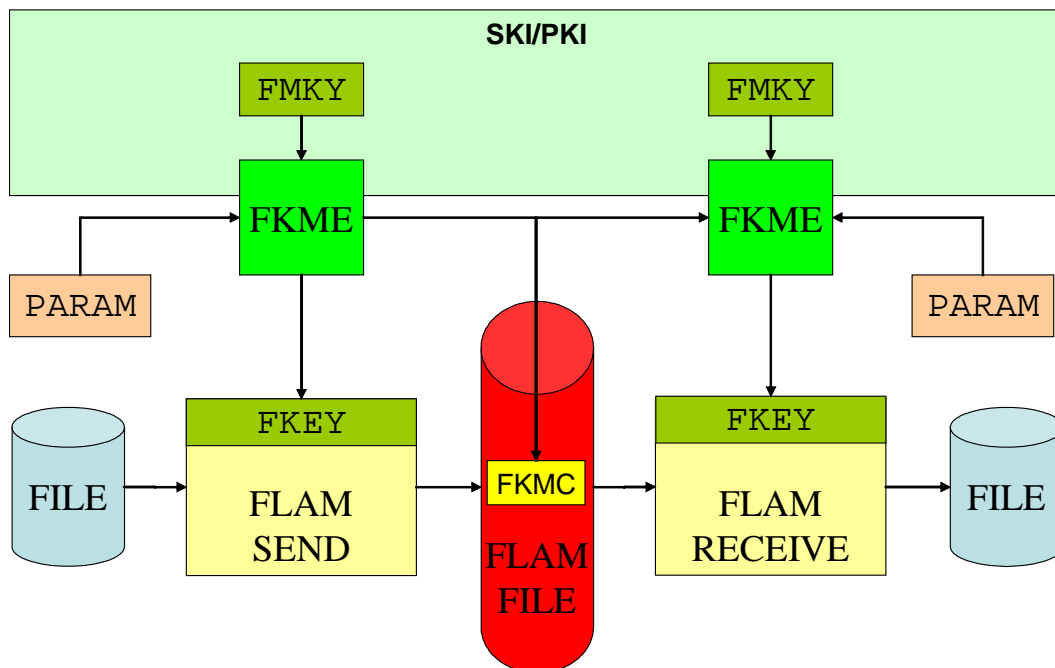 SKI/PKI
FMKY
FMKY
FKME
FKME
PARAM
PARAM
FKEY
FKEY
FILE
FLAM
SEND
FKMC
FLAM
FILE
FLAM
RECEIVE
FILE